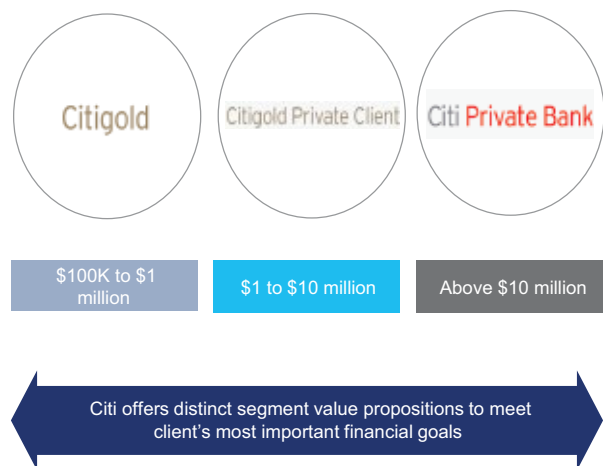 Citigold
Citigold Private Client
Citi Private Bank
$100K to $1
million
$1 to $10 million
Above $10 million
Citi offers distinct segment value propositions to meet
client's most important financial goals